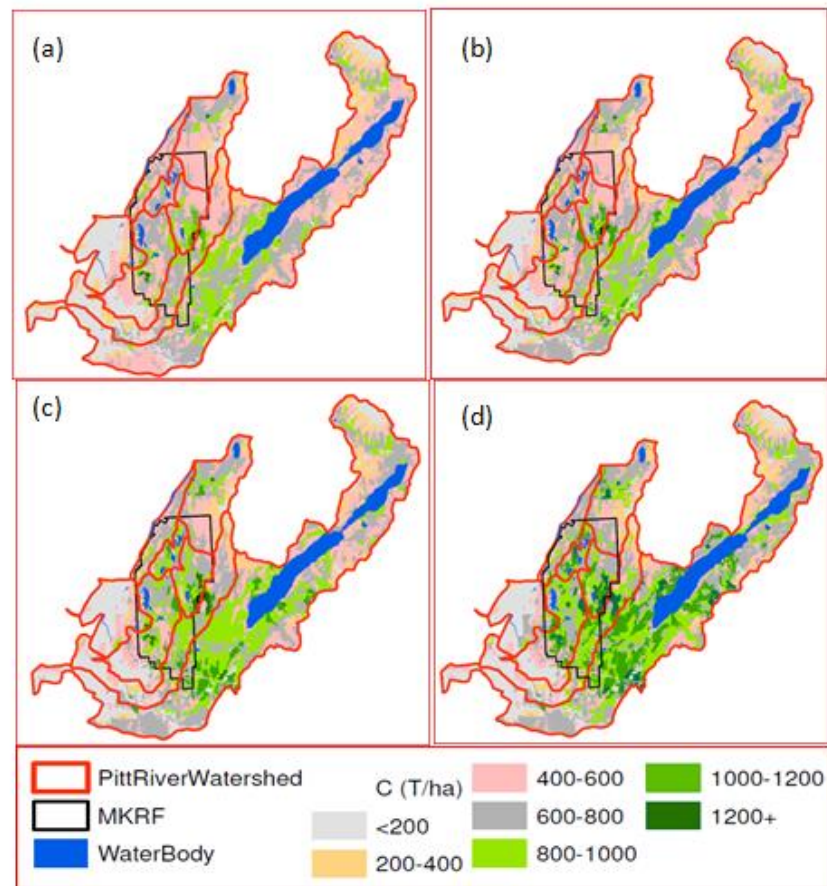 (a)
(b)
(c)
(d)
PittRiverWatershed
MKRF
WaterBody
C (T/ha)
<200
200-400
400-600
600-800
800-1000
1000-1200
1200+